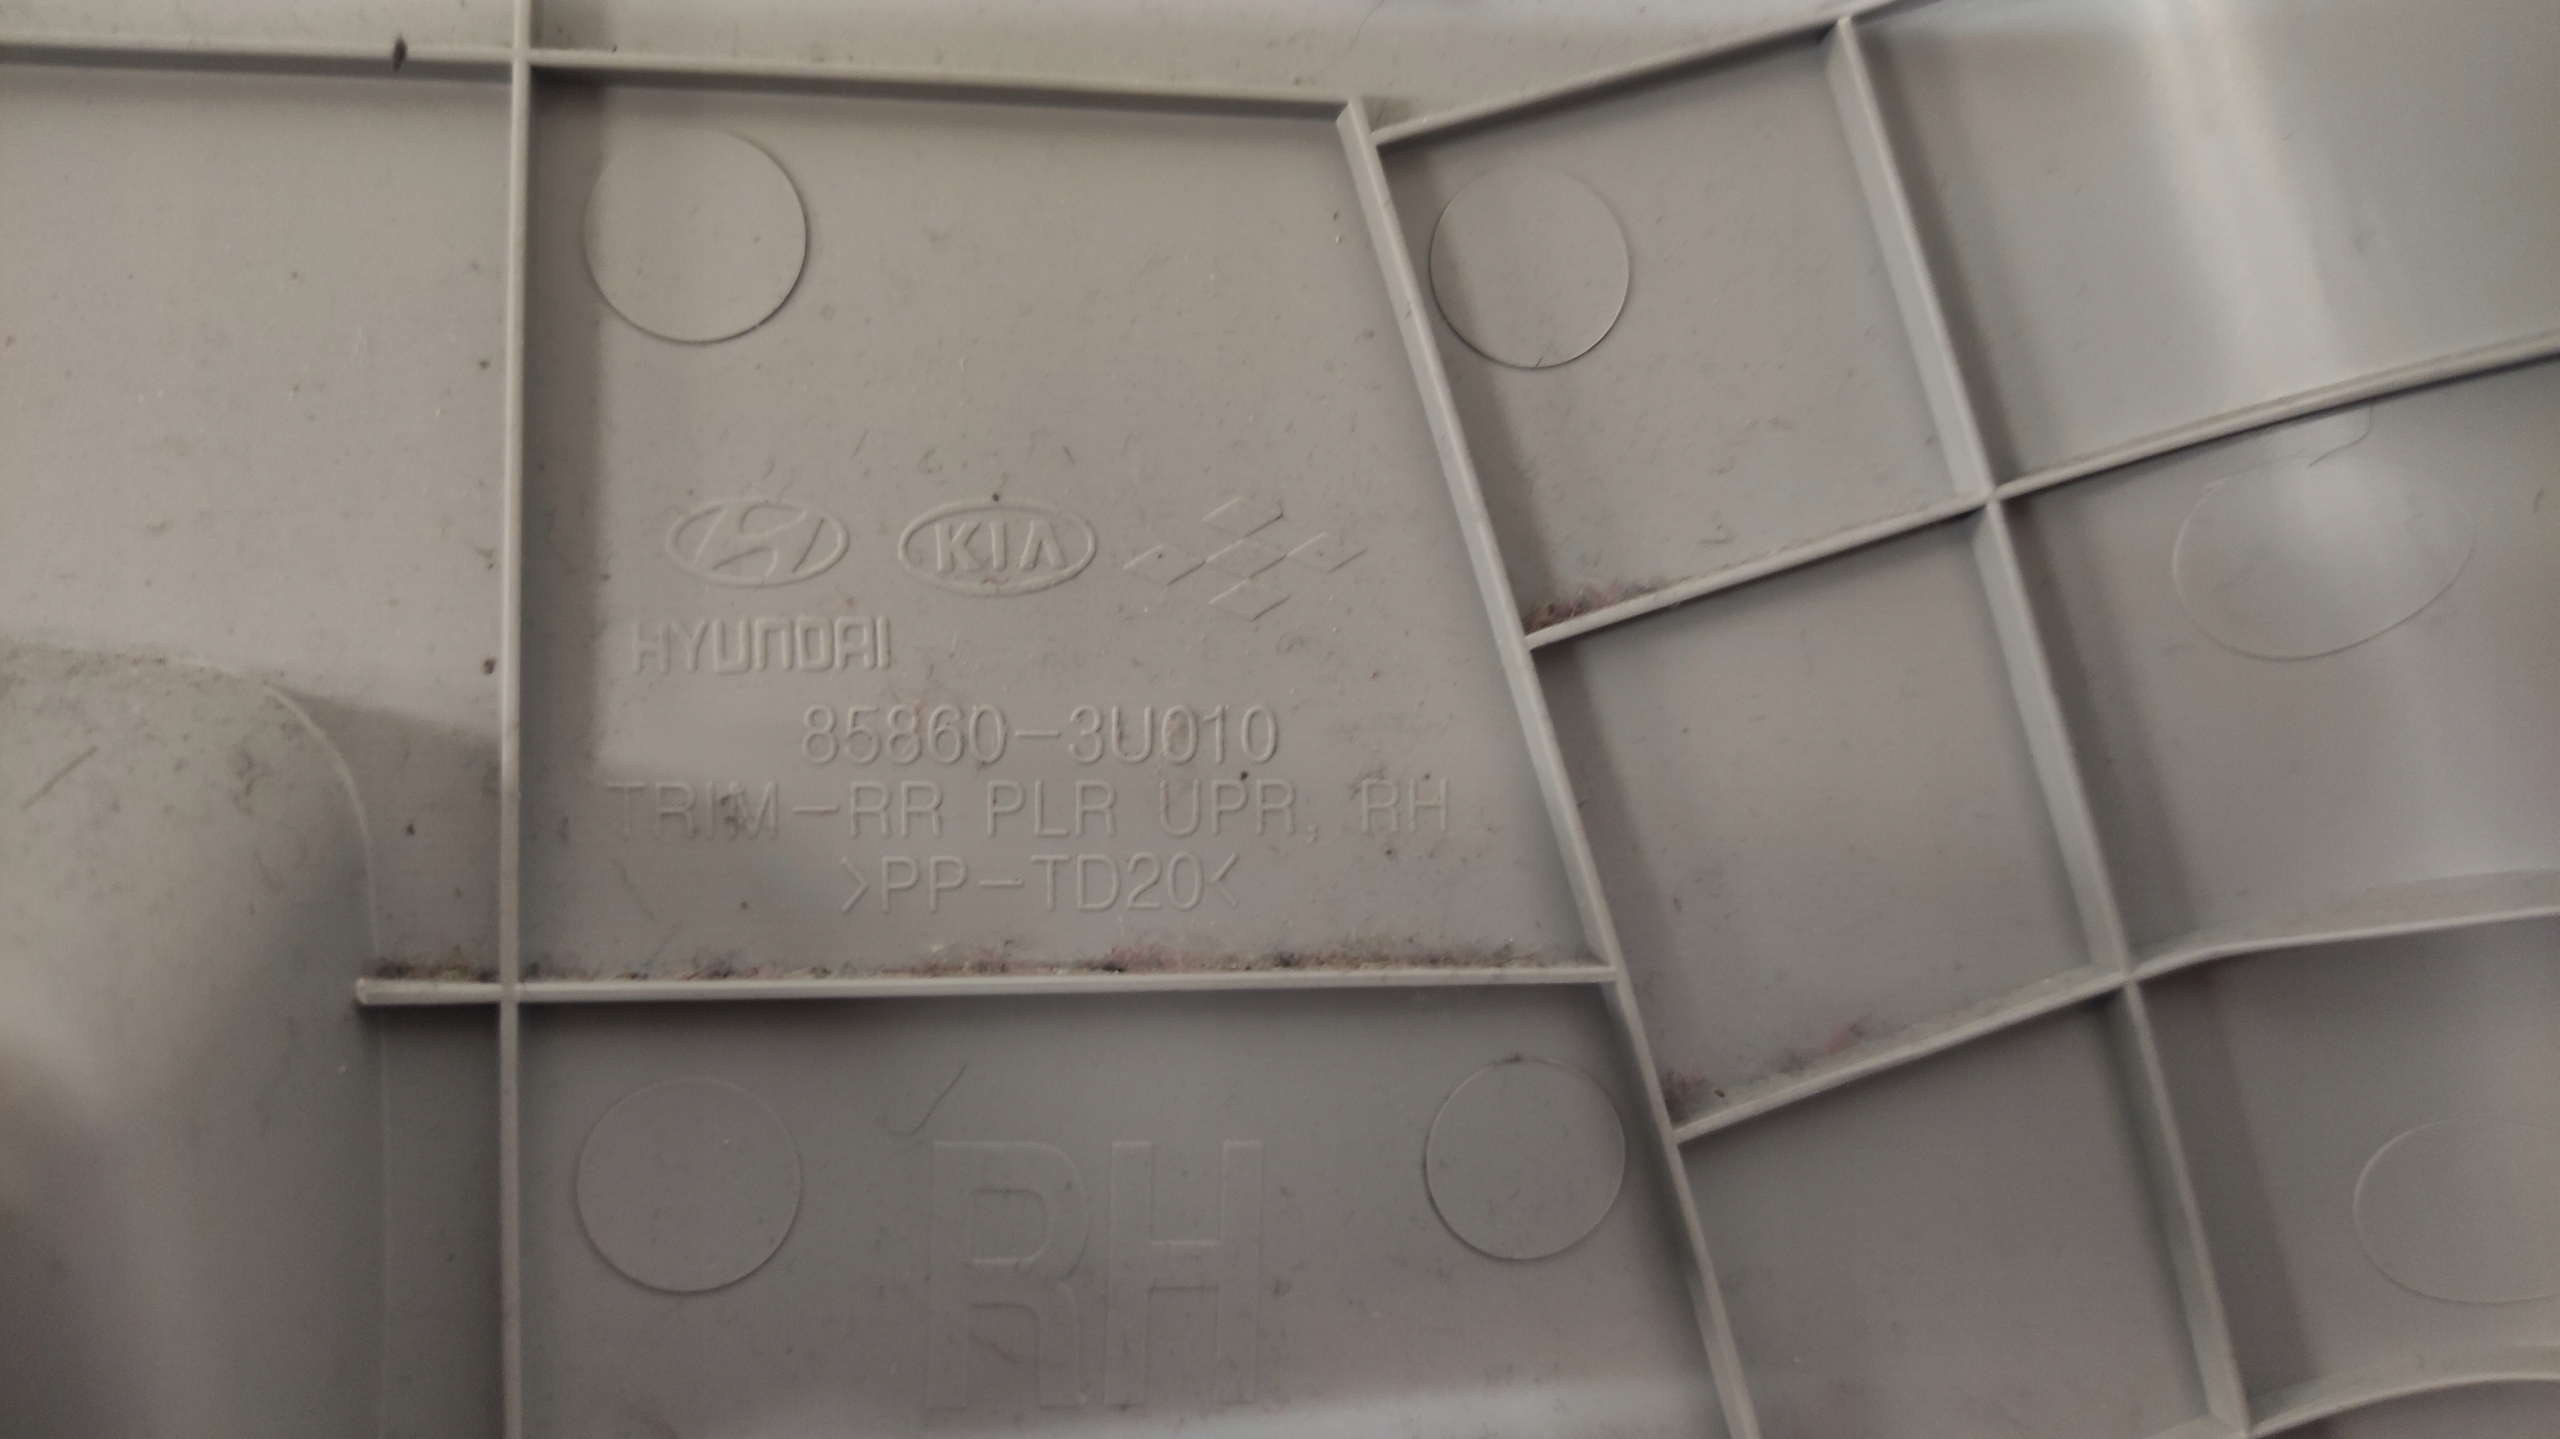 KIA
HYUNDAI
85860-3U010
TRIM-RR PLR UPR, RH
>PP-TD20<
RH